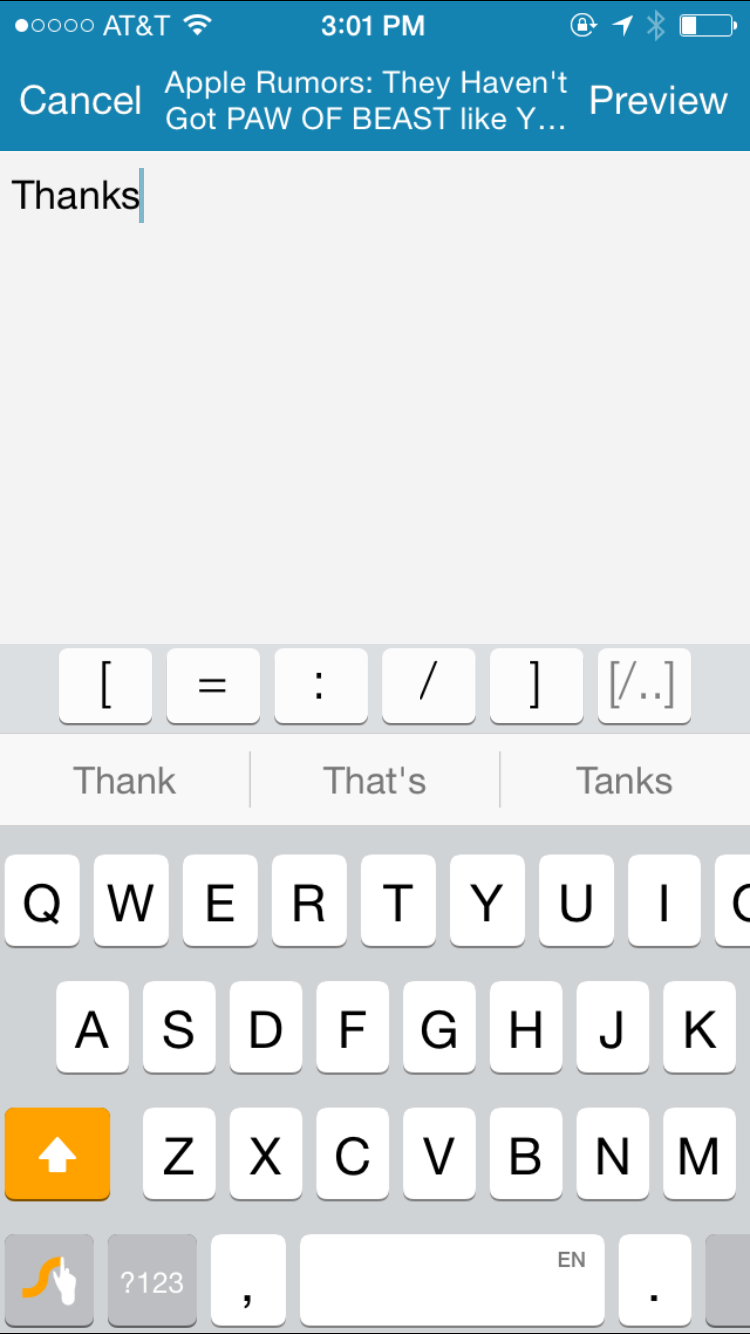 AT&T 3:01 PM
Cancel Apple Rumors: They Haven't Got PAW OF BEAST like Y... Preview
Thanks
[ = : / ] [/..]
Thank That's Tanks
Q W E R T Y U I
A S D F G H J K
Z X C V B N M
?123 , EN .